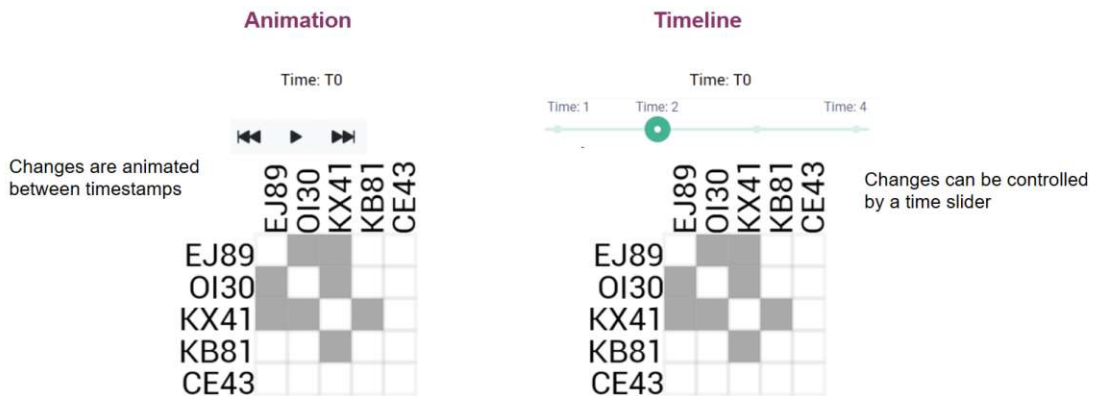 Animation
Time: T0
Changes are animated
between timestamps
EJ89
OI30
KX41
KB81
CE43
EJ89
OI30
KX41
KB81
CE43
Timeline
Time: T0
Time: 1
Time: 2
Time: 4
EJ89
OI30
KX41
KB81
CE43
EJ89
OI30
KX41
KB81
CE43
Changes can be controlled
by a time slider